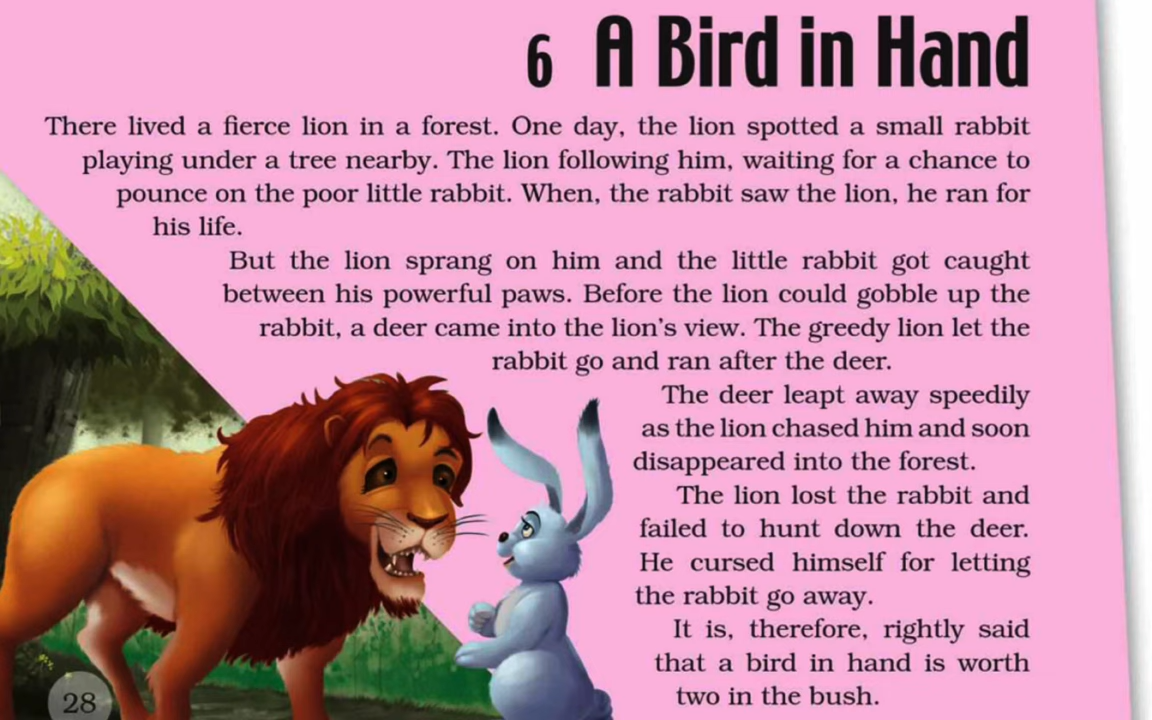 6 A Bird in Hand
There lived a fierce lion in a forest. One day, the lion spotted a small rabbit
playing under a tree nearby. The lion following him, waiting for a chance to
pounce on the poor little rabbit. When, the rabbit saw the lion, he ran for
his life.
But the lion sprang on him and the little rabbit got caught
between his powerful paws. Before the lion could gobble up the
rabbit, a deer came into the lion's view. The greedy lion let the
rabbit go and ran after the deer.
The deer leapt away speedily
as the lion chased him and soon
disappeared into the forest.
The lion lost the rabbit and
failed to hunt down the deer.
He cursed himself for letting
the rabbit go away.
It is, therefore, rightly said
that a bird in hand is worth
two in the bush.
28